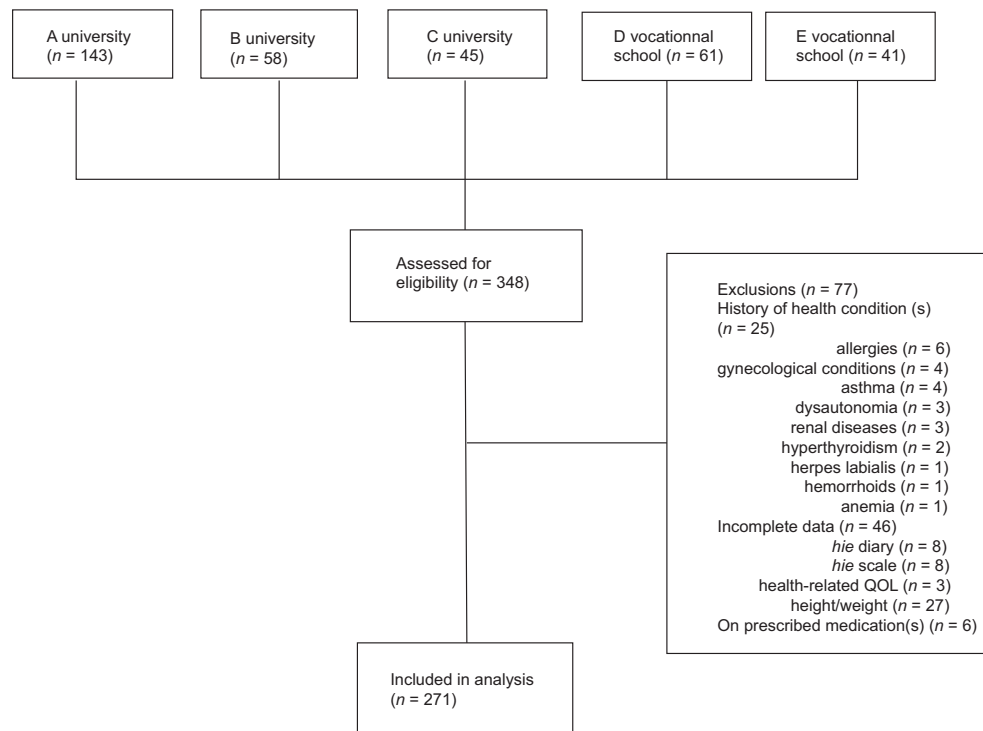 A university
(n = 143)
B university
(n = 58)
C university
(n = 45)
D vocationnal
school (n = 61)
E vocationnal
school (n = 41)
Assessed for
eligibility (n = 348)
Exclusions (n = 77)
History of health condition (s)
(n = 25)
allergies (n = 6)
gynecological conditions (n = 4)
asthma (n = 4)
dysautonomia (n = 3)
renal diseases (n = 3)
hyperthyroidism (n = 2)
herpes labialis (n = 1)
hemorrhoids (n = 1)
anemia (n = 1)
Incomplete data (n = 46)
hie diary (n = 8)
hie scale (n = 8)
health-related QOL (n = 3)
height/weight (n = 27)
On prescribed medication(s) (n = 6)
Included in analysis
(n = 271)